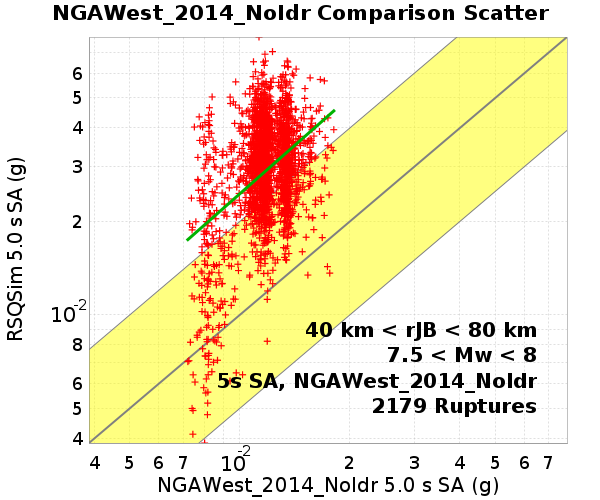 NGAWest_2014_NoIdr Comparison Scatter
RSQSim 5.0 s SA (g)
6
5
4
3
2
10-2
8
6
5
4
40 km < rJB < 80 km
7.5 < Mw < 8
5s SA, NGAWest_2014_NoIdr
2179 Ruptures
4 5 6 7 10-2 2 3 4 5 6 7
NGAWest_2014_NoIdr 5.0 s SA (g)